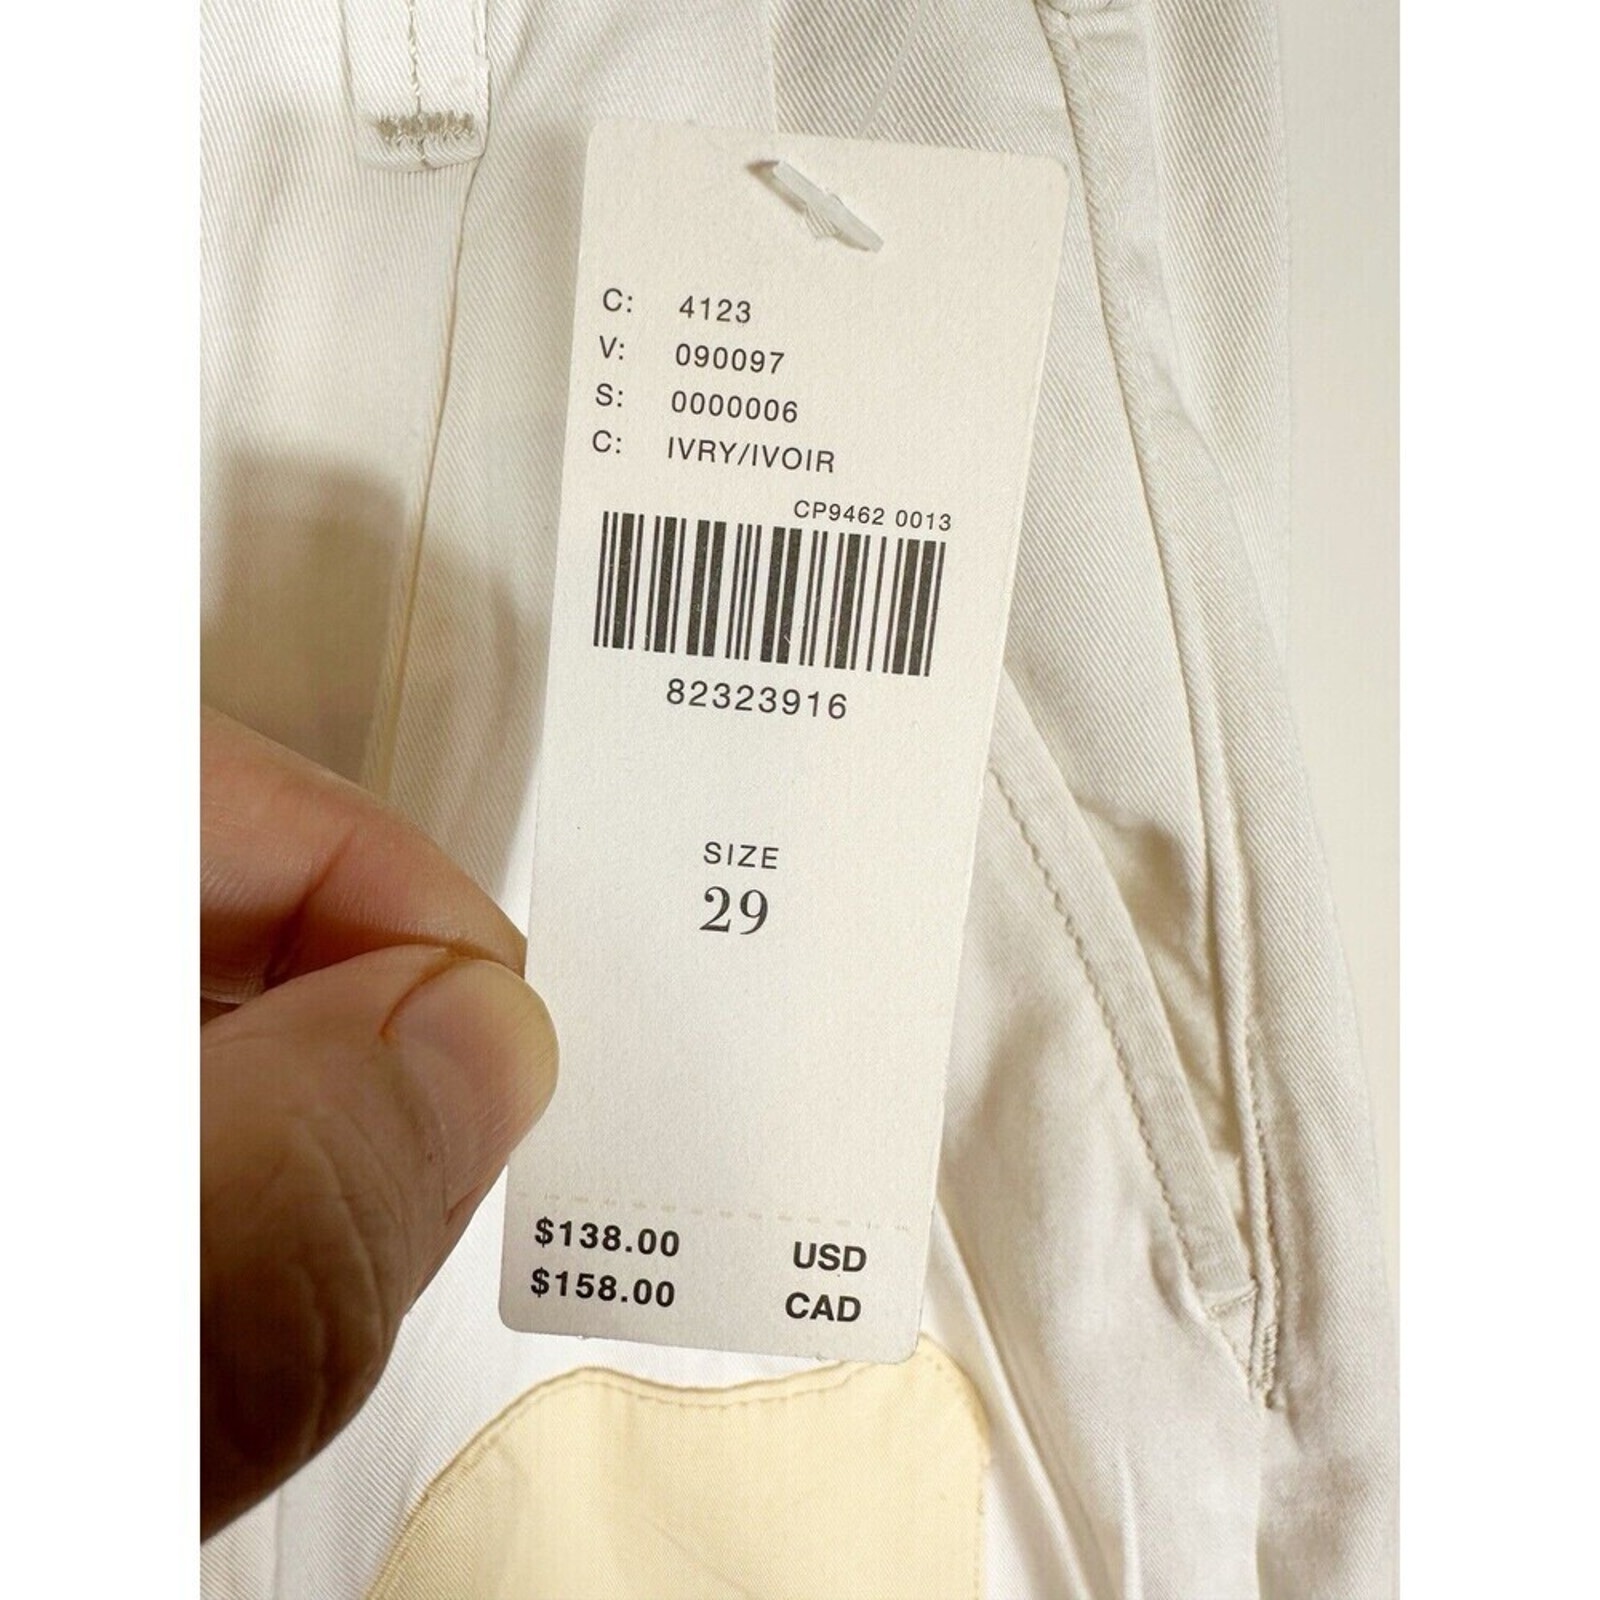 C: 4123
V: 090097
S: 0000006
C: IVRY/IVOIR
CP9462 0013
82323916
SIZE
29
$138.00 USD
$158.00 CAD